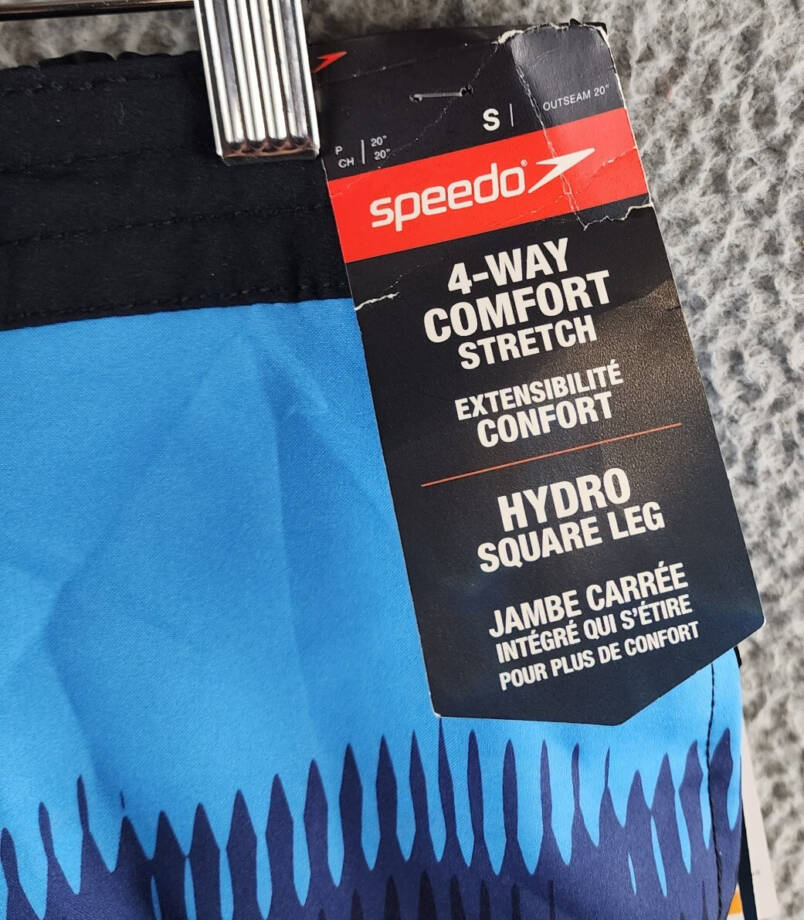 P | 20"
CH | 20"
S | OUTSEAM 20"
speedo
4-WAY
COMFORT
STRETCH
EXTENSIBILITÉ
CONFORT
HYDRO
SQUARE LEG
JAMBE CARRÉE
INTÉGRÉ QUI S'ÉTIRE
POUR PLUS DE CONFORT